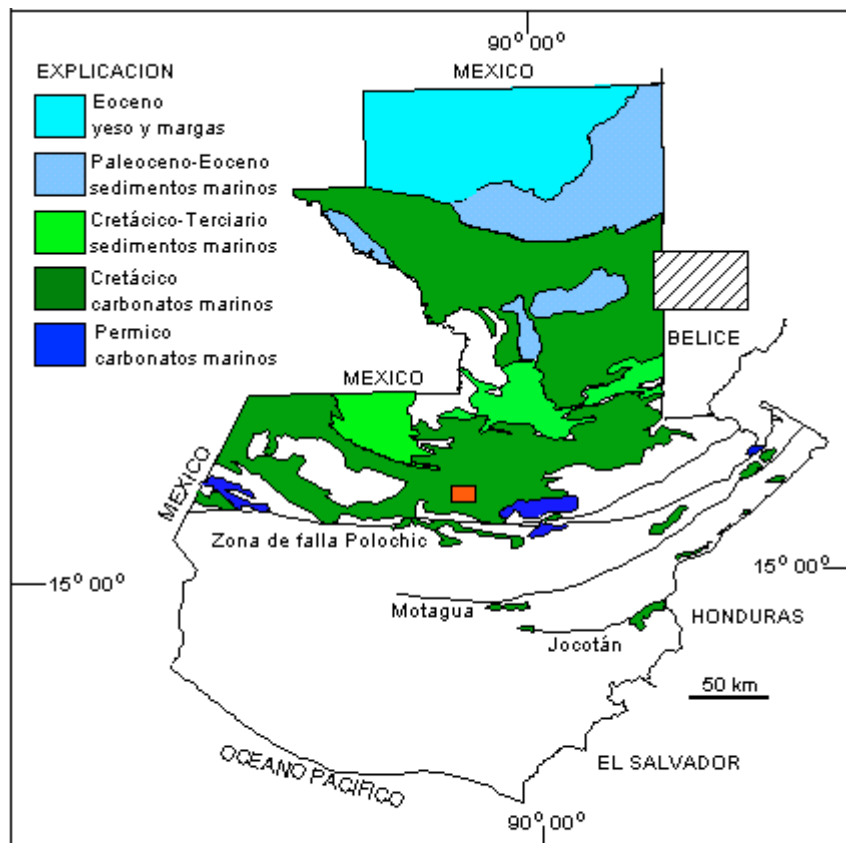 90° 00°
EXPLICACION
MEXICO
Eoceno
yeso y margas
Paleoceno-Eoceno
sedimentos marinos
Cretácico-Terciario
sedimentos marinos
Cretácico
carbonatos marinos
Permico
carbonatos marinos
BELICE
MEXICO
MEXICO
Zona de falla Polochic
15° 00°
15° 00°
Motagua
HONDURAS
Jocotán
50 km
OCEANO PACIFICO
EL SALVADOR
90° 00°